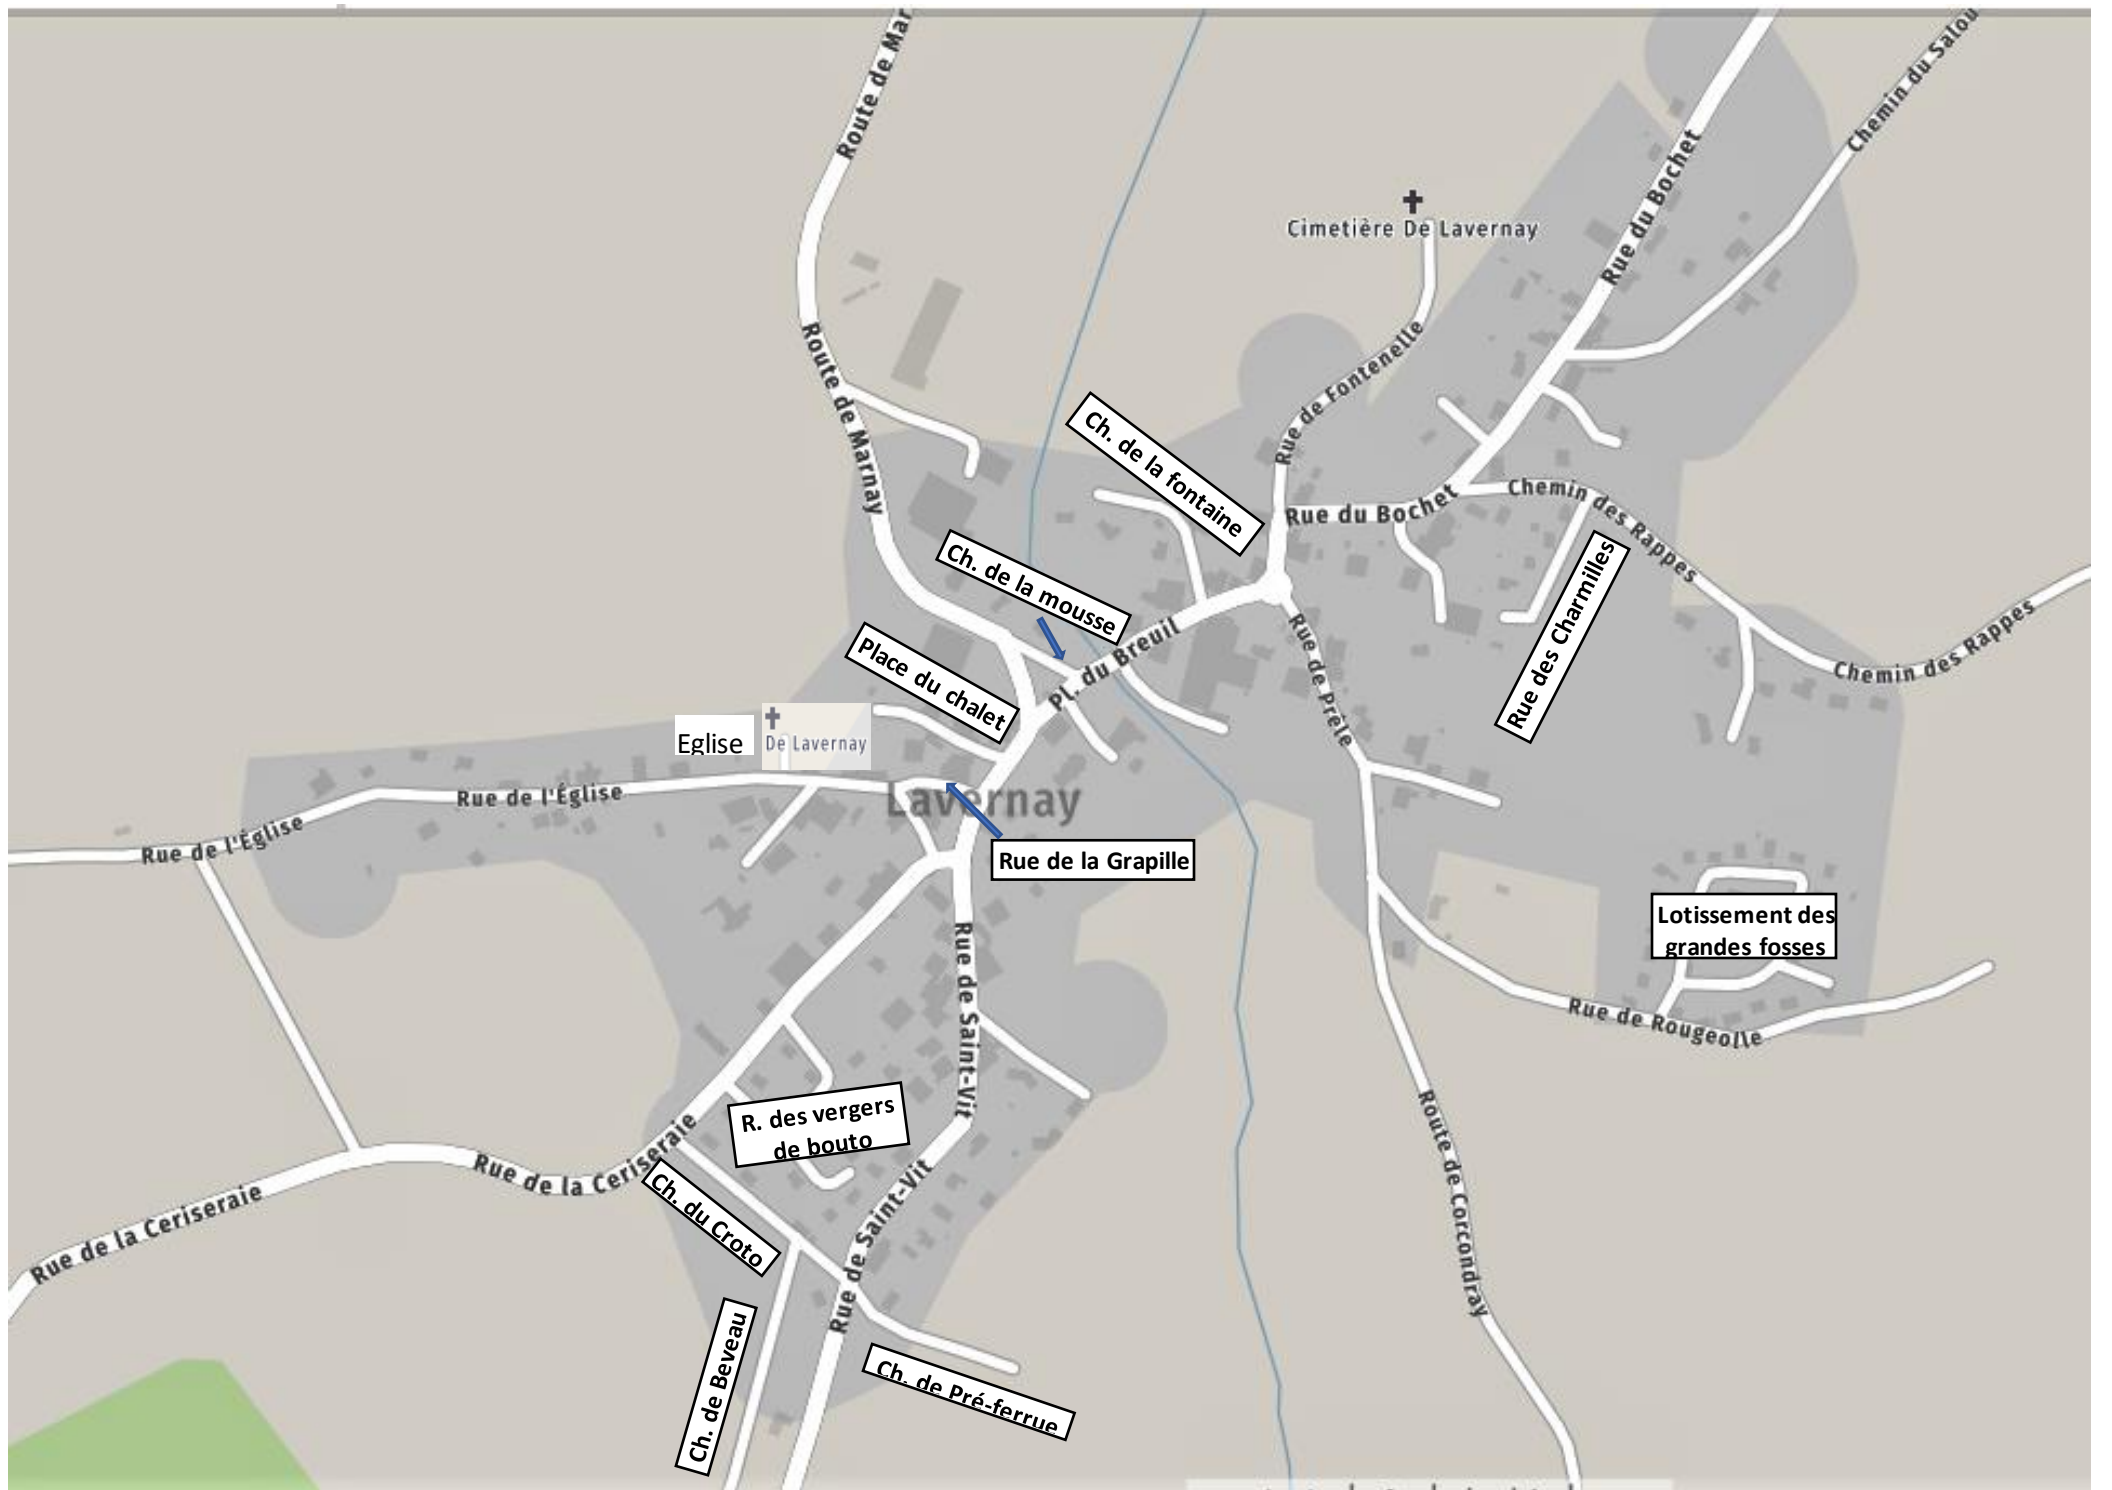 Route de Mar
Chemin du Salou
Rue du Bochet
Cimetière De Lavernay
Route de Marnay
Rue de Fontenelle
Ch. de la fontaine
Rue du Bochet
Chemin des Rappes
Ch. de la mousse
Rue des Charmilles
Place du chalet
Pl. du Breuil
Rue de Prèle
Chemin des Rappes
Eglise
De Lavernay
Rue de l'Église
Lavernay
Rue de l'Église
Rue de la Grapille
Lotissement des
grandes fosses
Rue de Saint-Vit
Rue de Rougeolle
R. des vergers
de bouto
Rue de la Ceriseraie
Rue de la Ceriseraie
Ch. du Croto
Rue de Saint-Vit
Route de Corcondray
Ch. de Beveau
Ch. de Pré-ferrue